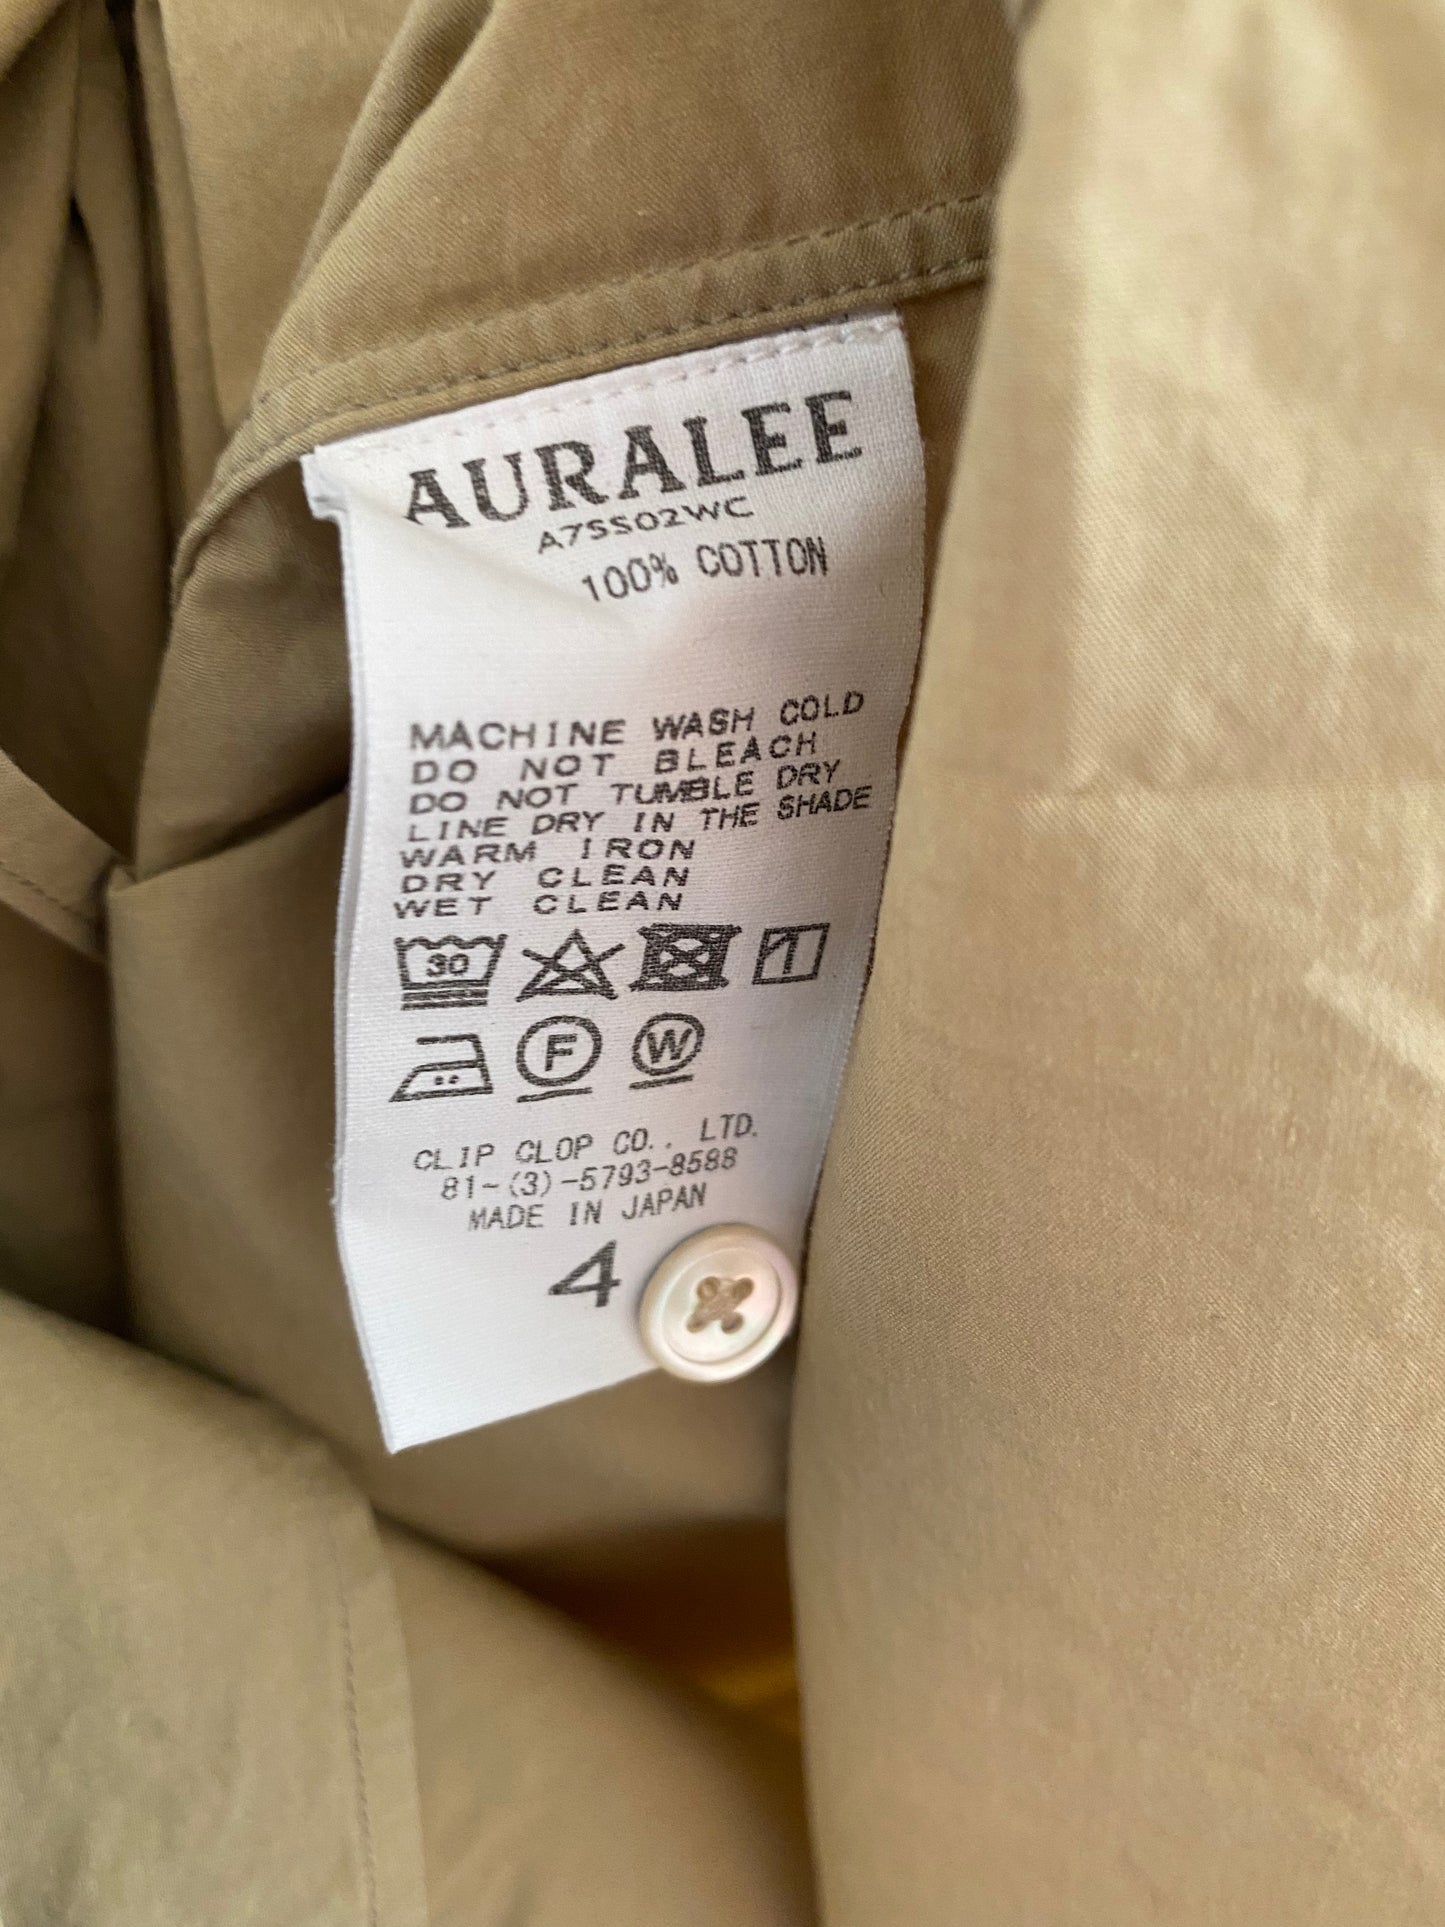 AURALEE
A7SS02WC
100% COTTON
MACHINE WASH COLD
DO NOT BLEACH
DO NOT TUMBLE DRY
LINE DRY IN THE SHADE
WARM IRON
DRY CLEAN
WET CLEAN
30
F W
CLIP CLOP CO., LTD.
81-(3)-5793-8588
MADE IN JAPAN
4